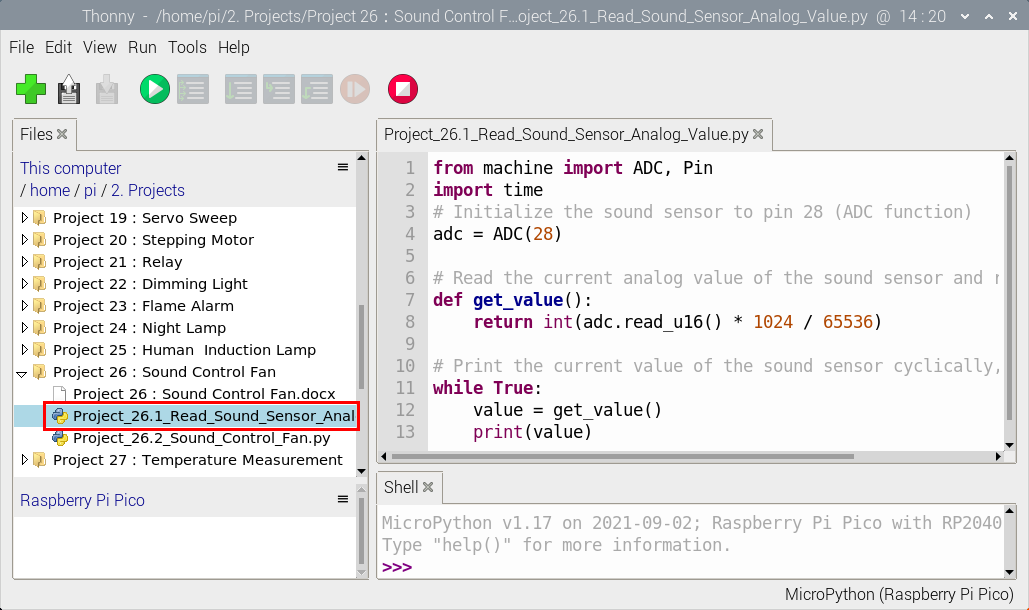 Thonny - /home/pi/2. Projects/Project 26 : Sound Control F...oject_26.1_Read_Sound_Sensor_Analog_Value.py @ 14 : 20
File Edit View Run Tools Help
Files
This computer
/ home / pi / 2. Projects
Project 19 : Servo Sweep
Project 20 : Stepping Motor
Project 21 : Relay
Project 22 : Dimming Light
Project 23 : Flame Alarm
Project 24 : Night Lamp
Project 25 : Human  Induction Lamp
Project 26 : Sound Control Fan
Project 26 : Sound Control Fan.docx
Project_26.1_Read_Sound_Sensor_Anal
Project_26.2_Sound_Control_Fan.py
Project 27 : Temperature Measurement
Raspberry Pi Pico
Project_26.1_Read_Sound_Sensor_Analog_Value.py
1 from machine import ADC, Pin
2 import time
3 # Initialize the sound sensor to pin 28 (ADC function)
4 adc = ADC(28)
5
6 # Read the current analog value of the sound sensor and r
7 def get_value():
8     return int(adc.read_u16() * 1024 / 65536)
9
10 # Print the current value of the sound sensor cyclically,
11 while True:
12     value = get_value()
13     print(value)
Shell
MicroPython v1.17 on 2021-09-02; Raspberry Pi Pico with RP2040
Type "help()" for more information.
>>>
MicroPython (Raspberry Pi Pico)